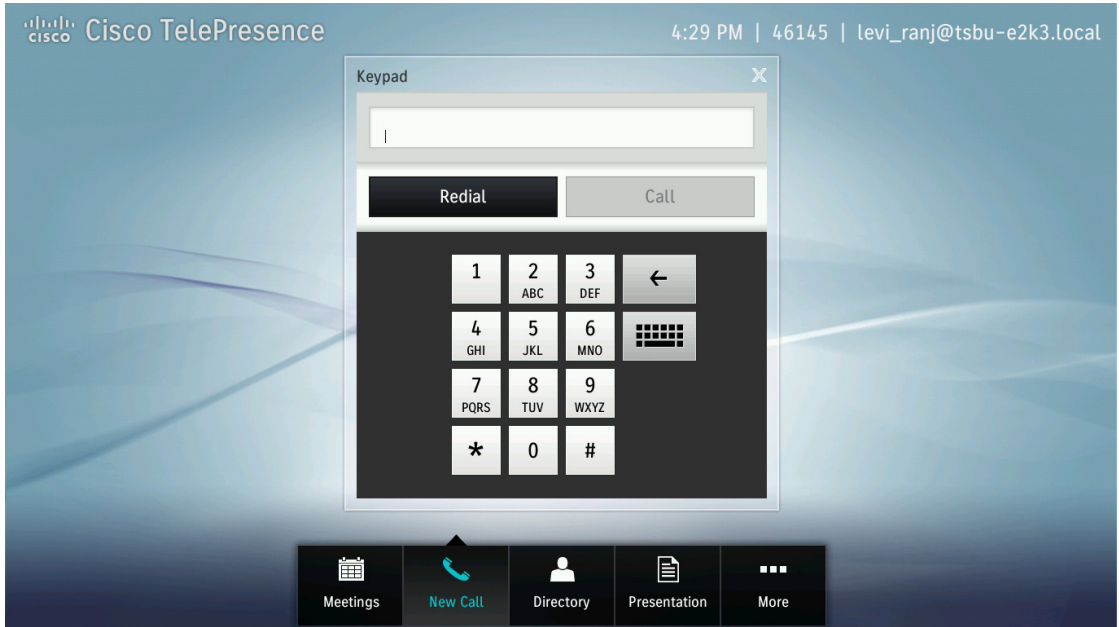 cisco Cisco TelePresence
4:29 PM | 46145 | levi_ranj@tsbu-e2k3.local
Keypad X
Redial Call
1 2 3 ←
ABC DEF
4 5 6
GHI JKL MNO
7 8 9
PQRS TUV WXYZ
* 0 #
Meetings New Call Directory Presentation More